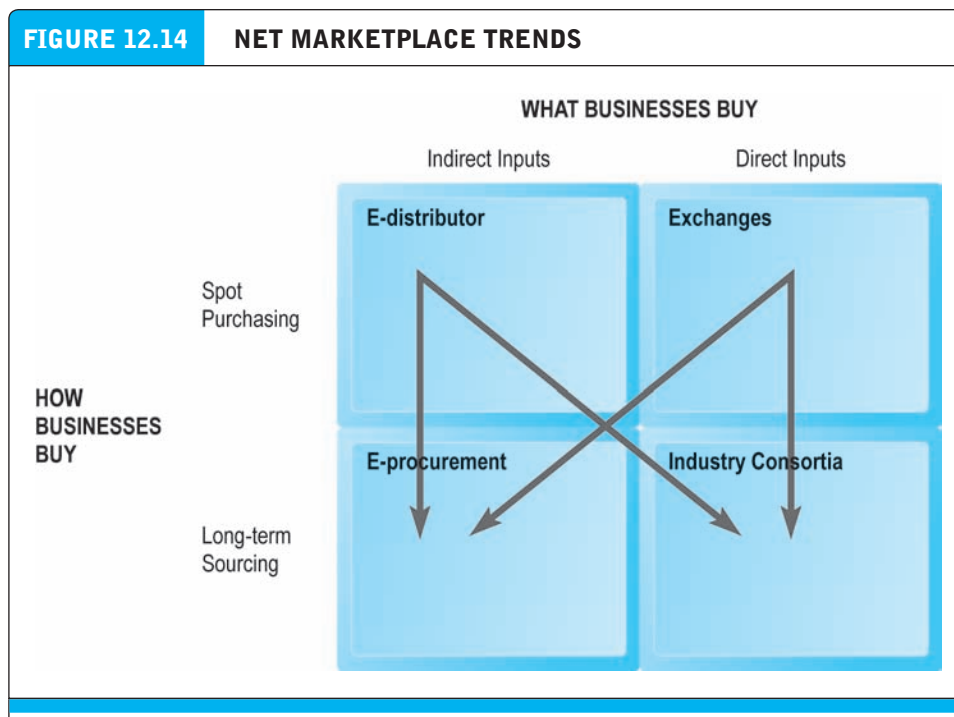 FIGURE 12.14 NET MARKETPLACE TRENDS
WHAT BUSINESSES BUY
Indirect Inputs Direct Inputs
E-distributor Exchanges
Spot
Purchasing
HOW
BUSINESSES
BUY
E-procurement Industry Consortia
Long-term
Sourcing